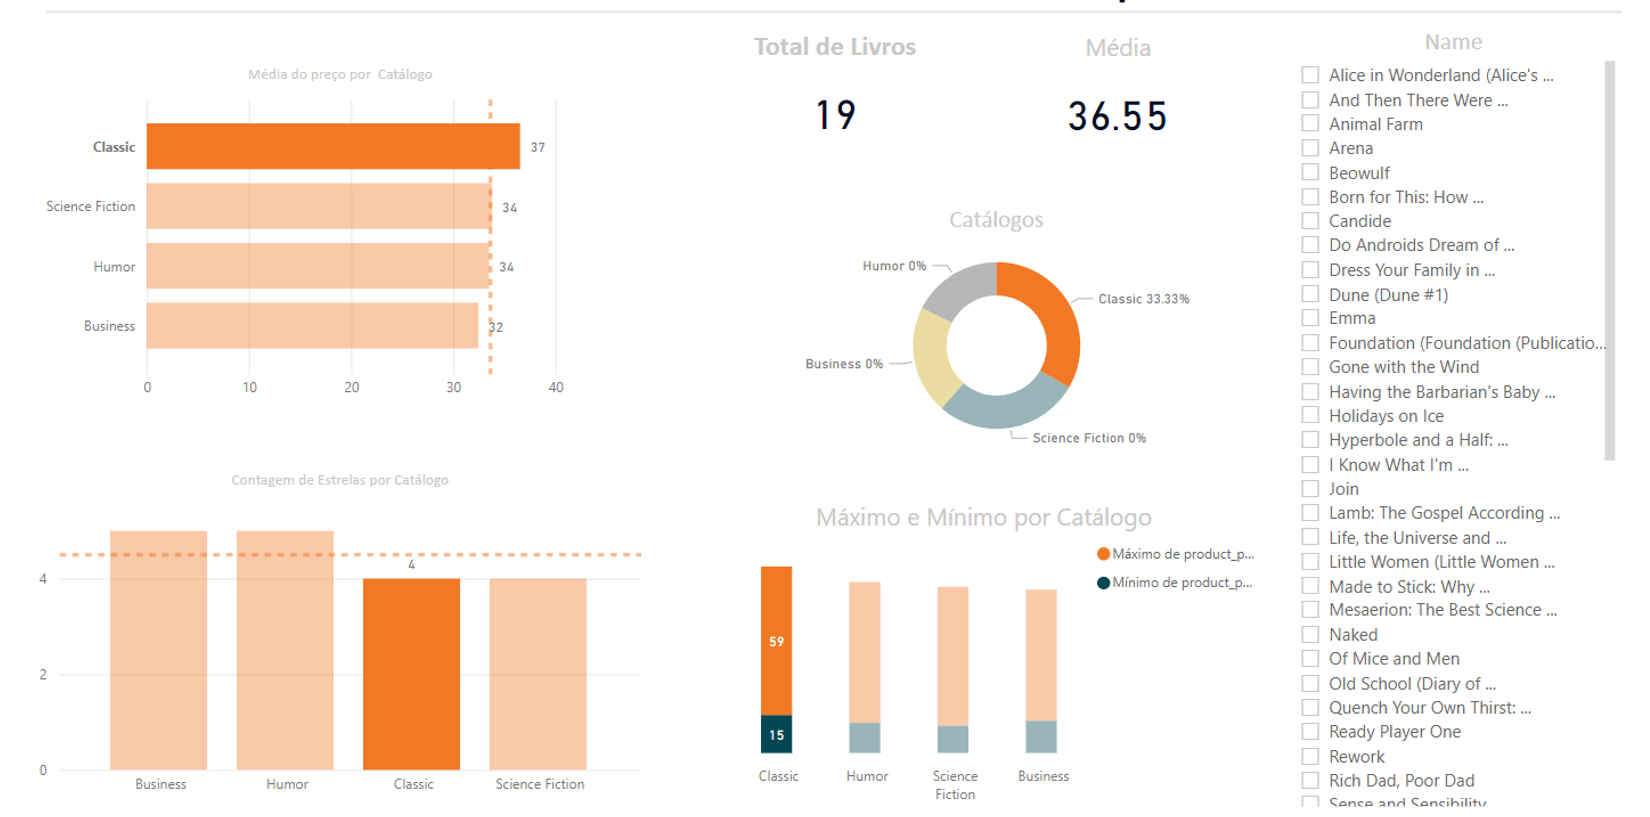 Média do preço por Catálogo
Classic
37
Science Fiction
34
Humor
34
Business
32
0 10 20 30 40
Total de Livros
19
Média
36.55
Catálogos
Humor 0%
Classic 33.33%
Business 0%
Science Fiction 0%
Contagem de Estrelas por Catálogo
4
2
0
4
Business Humor Classic Science Fiction
Máximo e Mínimo por Catálogo
Máximo de product_p...
Mínimo de product_p...
59
15
Classic Humor Science Fiction Business
Name
Alice in Wonderland (Alice's ...
And Then There Were ...
Animal Farm
Arena
Beowulf
Born for This: How ...
Candide
Do Androids Dream of ...
Dress Your Family in ...
Dune (Dune #1)
Emma
Foundation (Foundation (Publicatio...
Gone with the Wind
Having the Barbarian's Baby ...
Holidays on Ice
Hyperbole and a Half: ...
I Know What I'm ...
Join
Lamb: The Gospel According ...
Life, the Universe and ...
Little Women (Little Women ...
Made to Stick: Why ...
Mesaerion: The Best Science ...
Naked
Of Mice and Men
Old School (Diary of ...
Quench Your Own Thirst: ...
Ready Player One
Rework
Rich Dad, Poor Dad
Sense and Sensibility